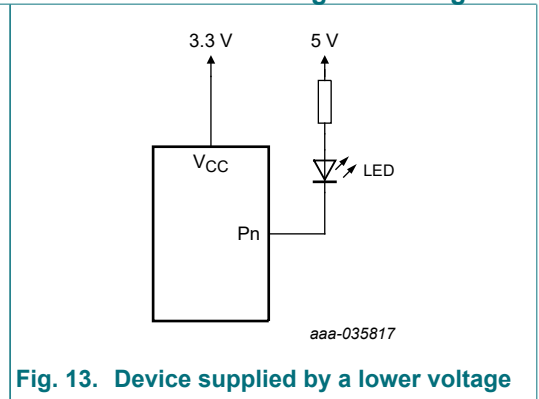 3.3 V
5 V
VCC
LED
Pn
aaa-035817
Fig. 13. Device supplied by a lower voltage